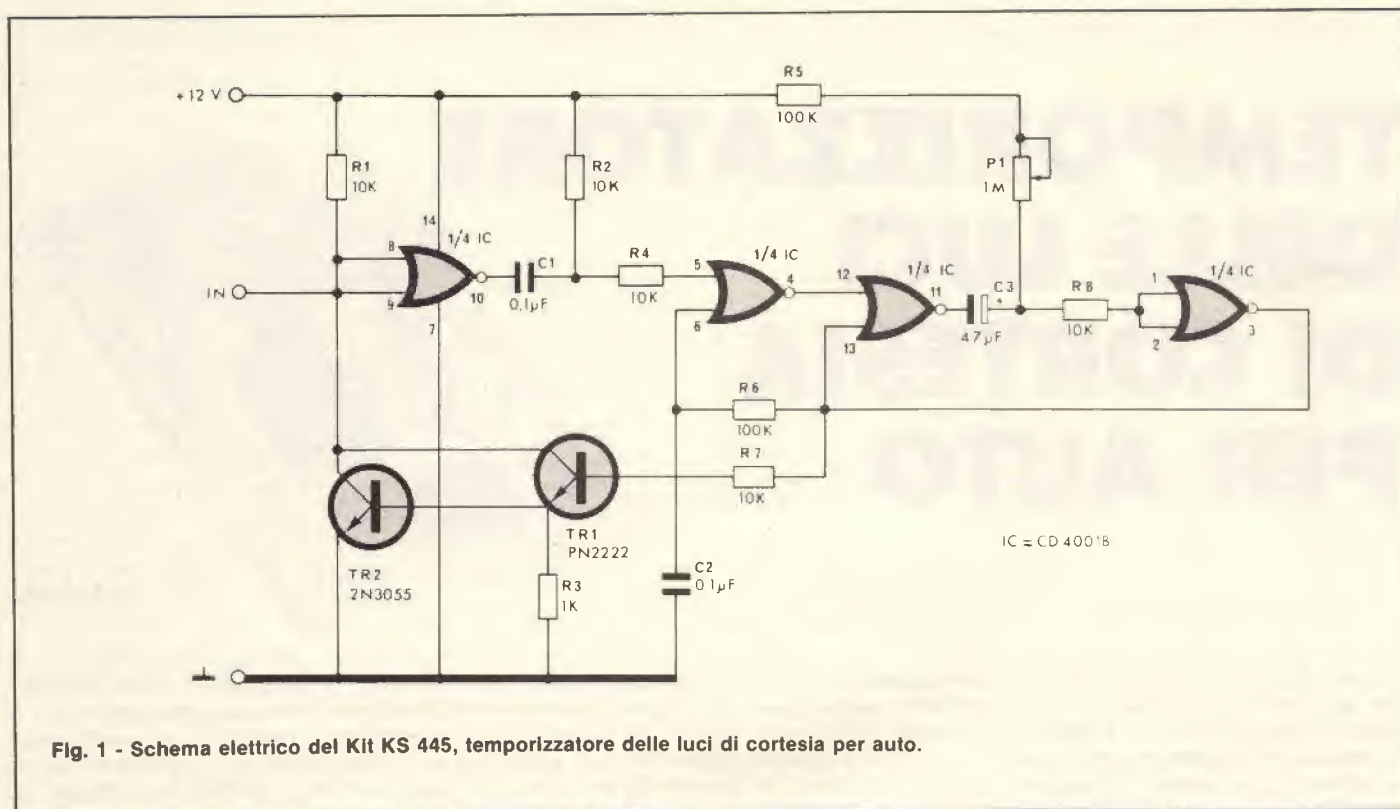 R5
100K
+12 V
R1
10K
R2
10K
P1
1M
14
1/4 IC
8
9
10
7
IN
C1
0,1µF
R4
10K
1/4 IC
5
6
4
1/4 IC
12
13
11
C3
+
47µF
R8
10K
1/4 IC
1
2
3
R6
100K
R7
10K
TR1
PN2222
TR2
2N3055
R3
1K
C2
0.1µF
IC = CD 4001B
Fig. 1 - Schema elettrico del Kit KS 445, temporizzatore delle luci di cortesia per auto.